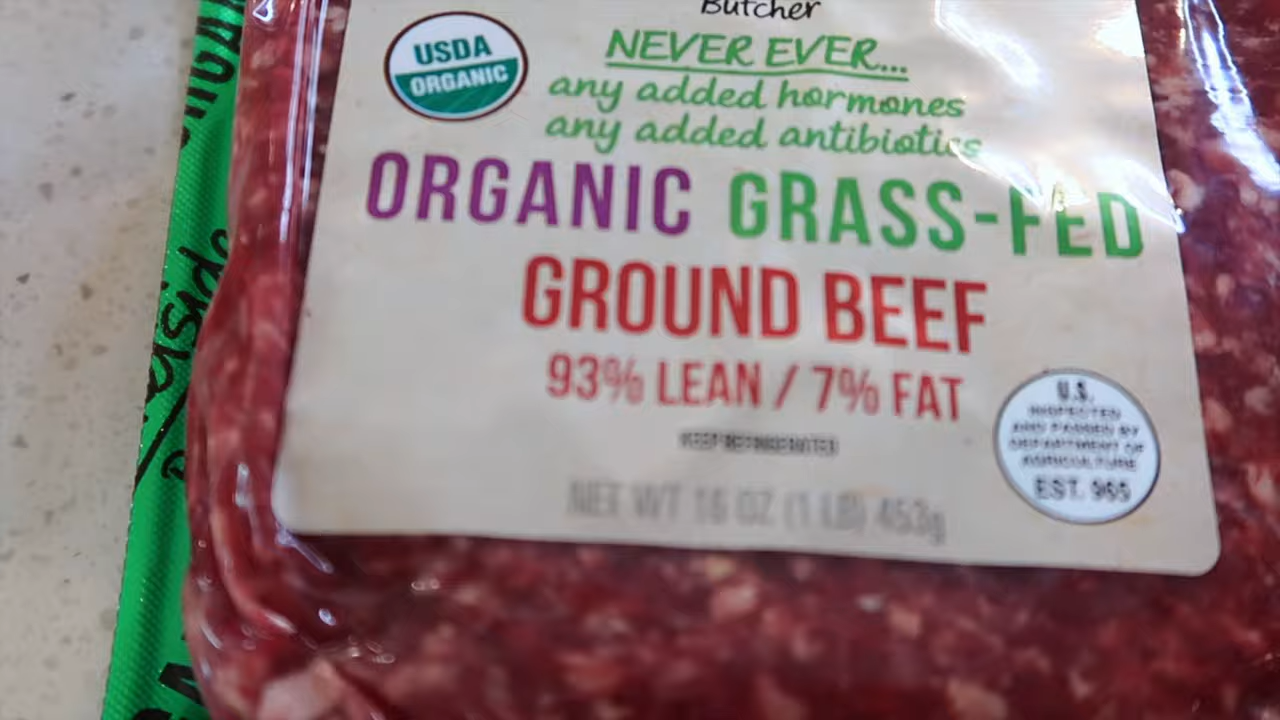 Butcher
USDA
ORGANIC
NEVER EVER...
any added hormones
any added antibiotics
ORGANIC GRASS-FED
GROUND BEEF
93% LEAN / 7% FAT
KEEP REFRIGERATED
NET WT 16 OZ (1 LB) 453g
U.S.
INSPECTED
AND PASSED BY
DEPARTMENT OF
AGRICULTURE
EST. 965